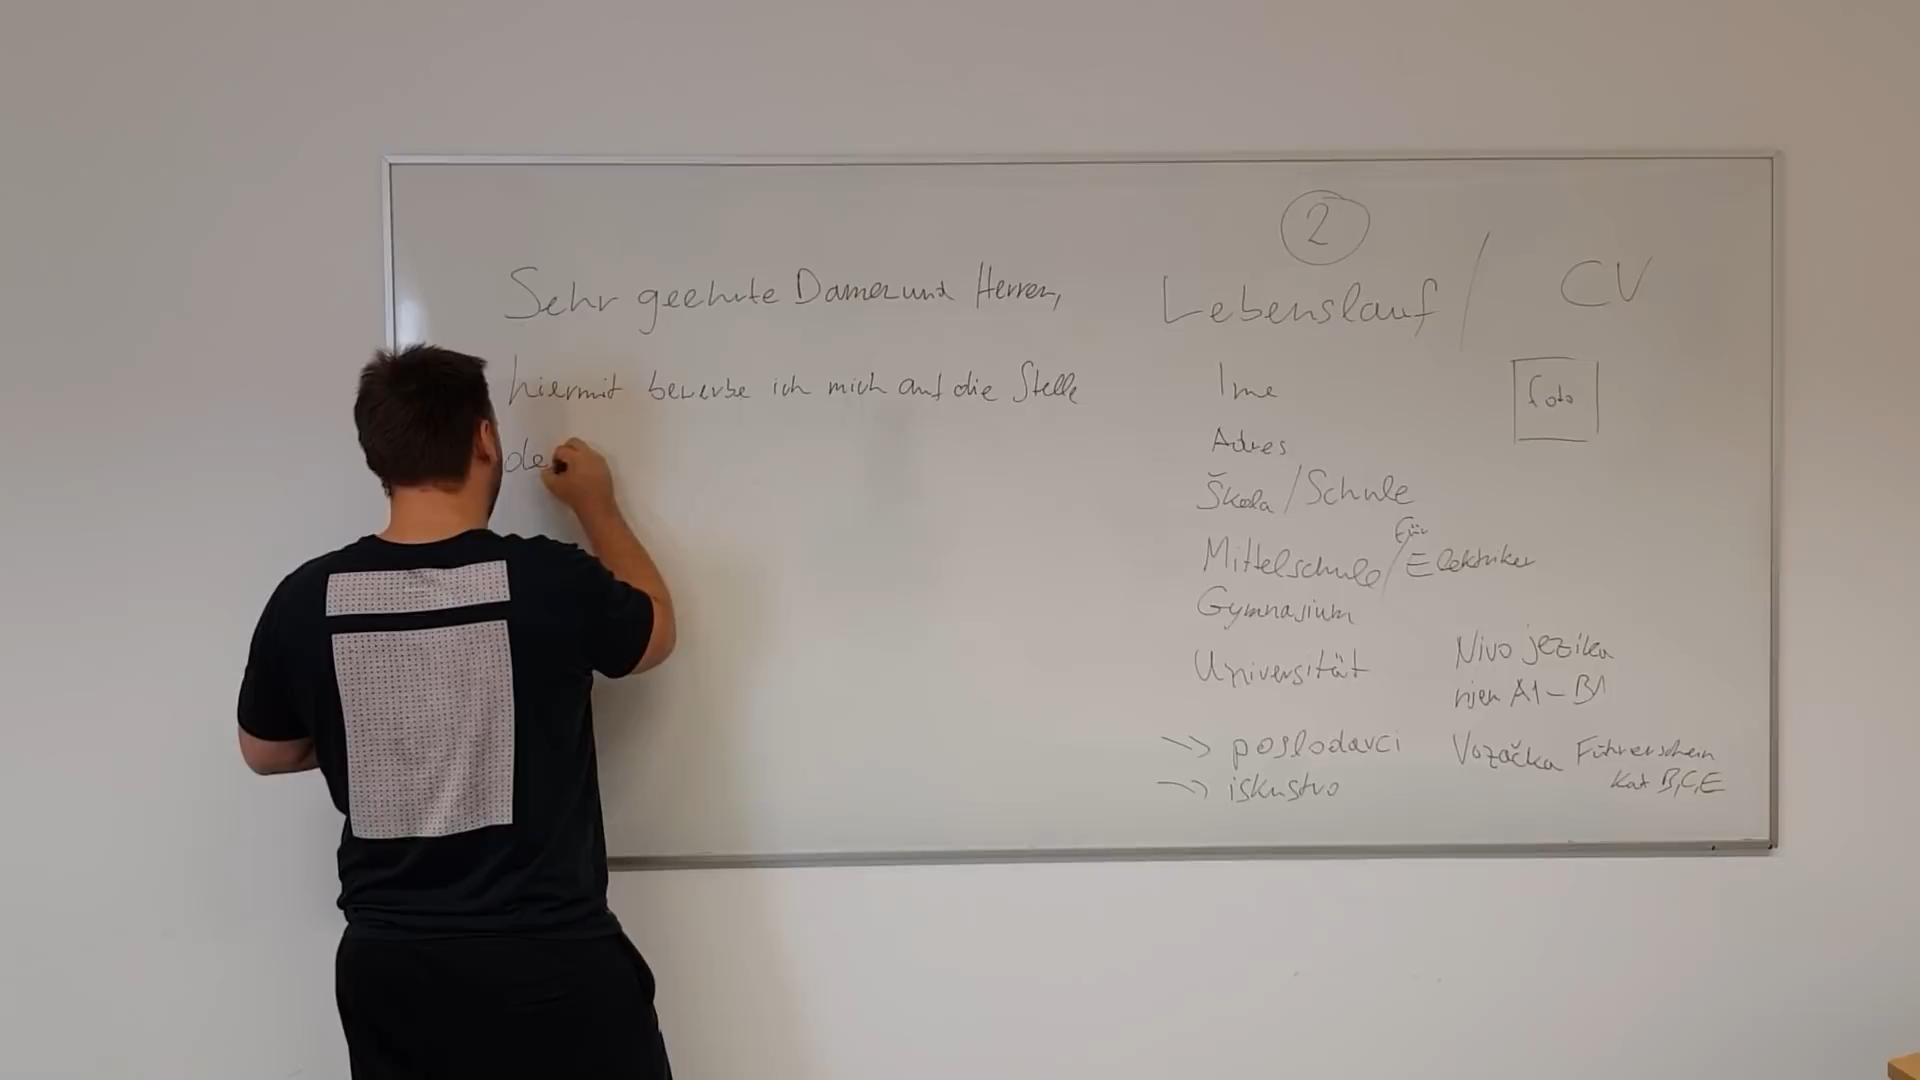 Sehr geehrte Damen und Herren,
hiermit bewerbe ich mich auf die Stelle
de
2
Lebenslauf / CV
Ime
foto
Adres
Škola / Schule
Mittelschule / für Elektriker
Gymnasium
Universität
→ poslodavci
→ iskustvo
Nivo jezika
njem A1 - B1
Vozačka Führerschein
Kat B,C,E